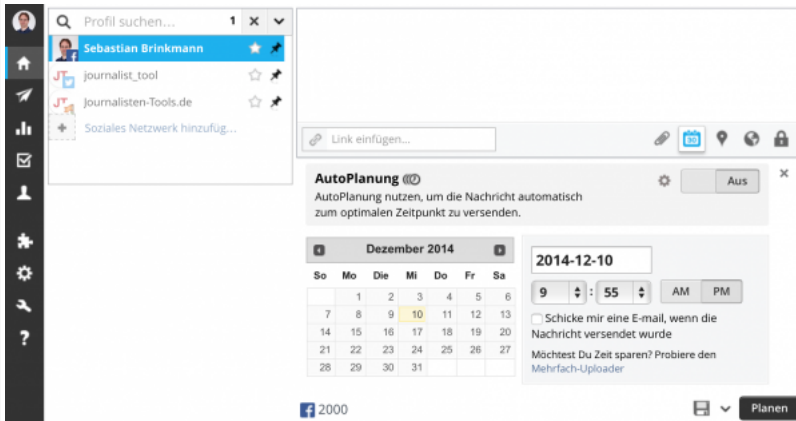 Profil suchen... 1
Sebastian Brinkmann
journalist_tool
Journalisten-Tools.de
Soziales Netzwerk hinzufüg...
Link einfügen...
30
AutoPlanung
AutoPlanung nutzen, um die Nachricht automatisch
zum optimalen Zeitpunkt zu versenden.
Aus
Dezember 2014
So Mo Die Mi Do Fr Sa
1 2 3 4 5 6
7 8 9 10 11 12 13
14 15 16 17 18 19 20
21 22 23 24 25 26 27
28 29 30 31
2014-12-10
9 : 55 AM PM
Schicke mir eine E-mail, wenn die
Nachricht versendet wurde
Möchtest Du Zeit sparen? Probiere den
Mehrfach-Uploader
2000
Planen